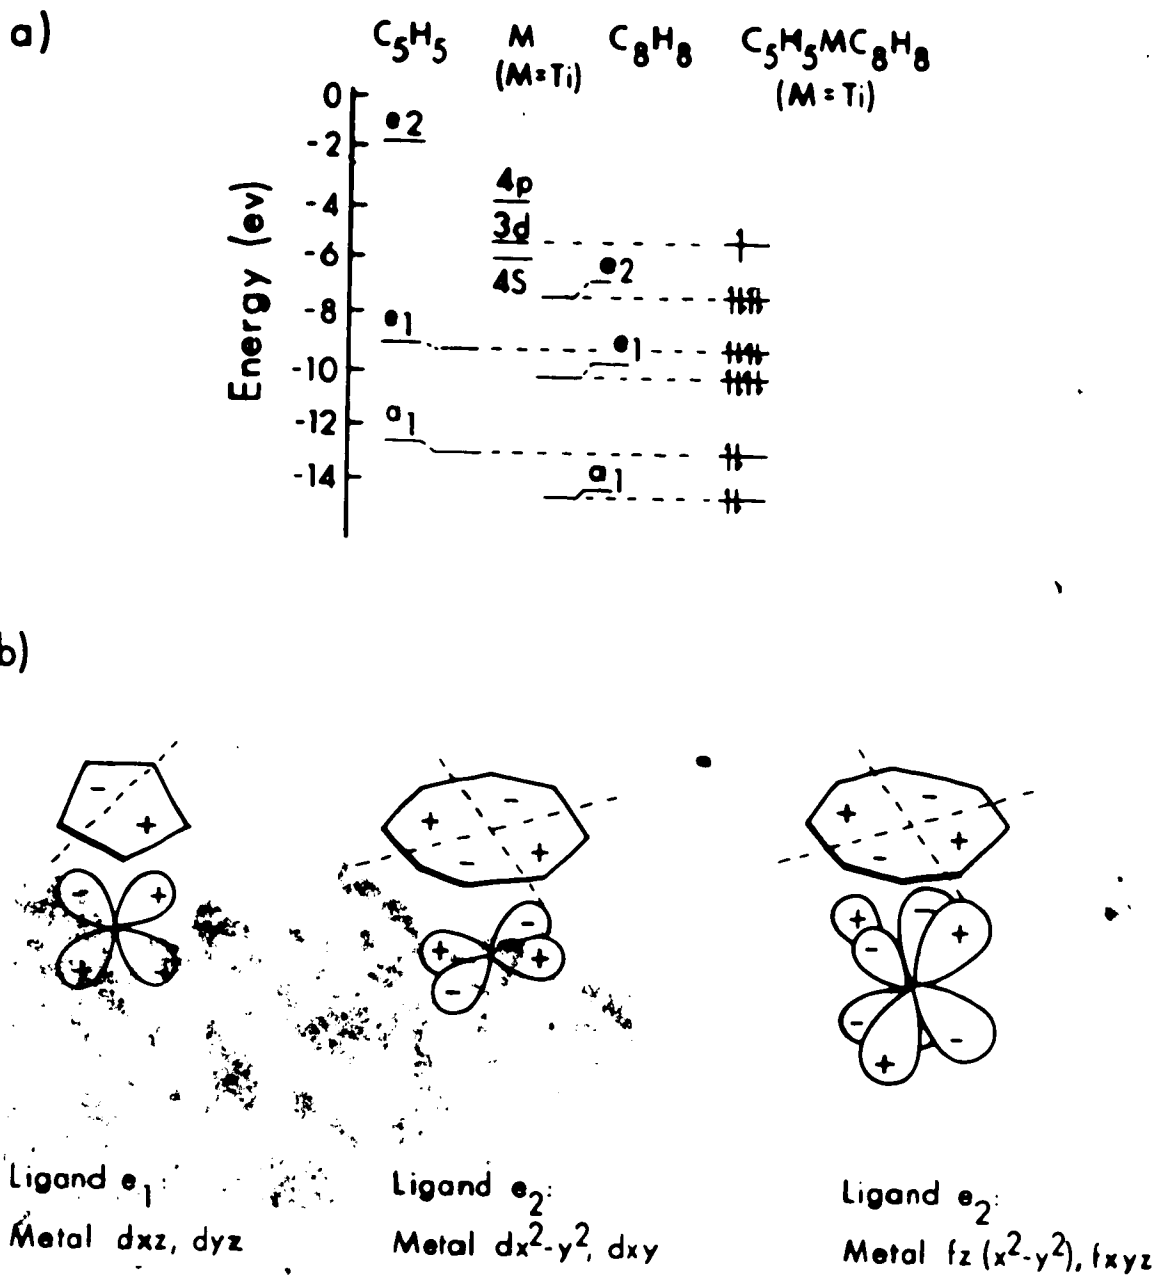 a)
C5H5 M C8H8 C5H5MC8H8
(M=Ti) (M=Ti)
Energy (ev)
0
-2
-4
-6
-8
-10
-12
-14
e2
4p
3d
4S
e2
e1
e1
a1
a1
b)
- +
- + + +
+ - - +
+ - + -
+ - - +
+ - + - - + -
Ligand e1:
Metal dxz, dyz
Ligand e2:
Metal dx²-y², dxy
Ligand e2:
Metal fz(x²-y²), fxyz